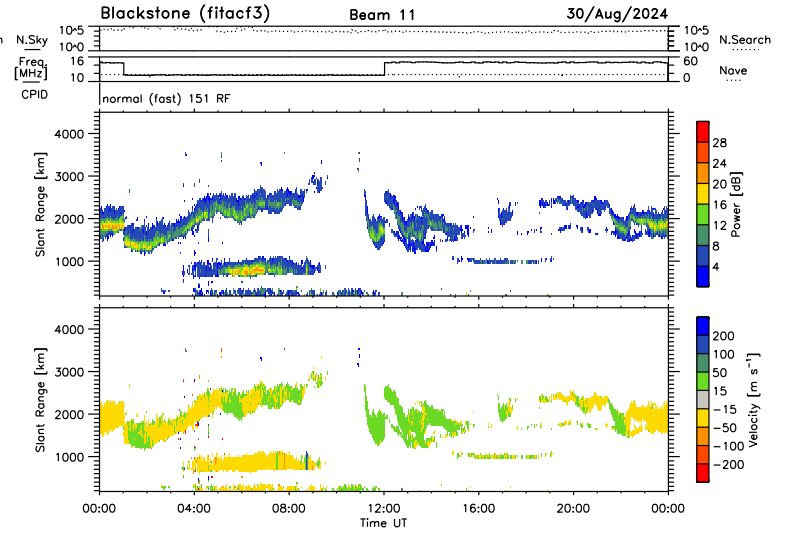 Blackstone (fitacf3)
Beam 11
30/Aug/2024
N.Sky
10^5
10^0
10^5
10^0
N.Search
Freq.
[MHz]
16
10
60
0
Nave
CPID
normal (fast) 151 RF
Slant Range [km]
4000
3000
2000
1000
28
24
20
16
12
8
4
Power [dB]
Slant Range [km]
4000
3000
2000
1000
200
100
50
15
-15
-50
-100
-200
Velocity [m s⁻¹]
00:00
04:00
08:00
12:00
16:00
20:00
00:00
Time UT